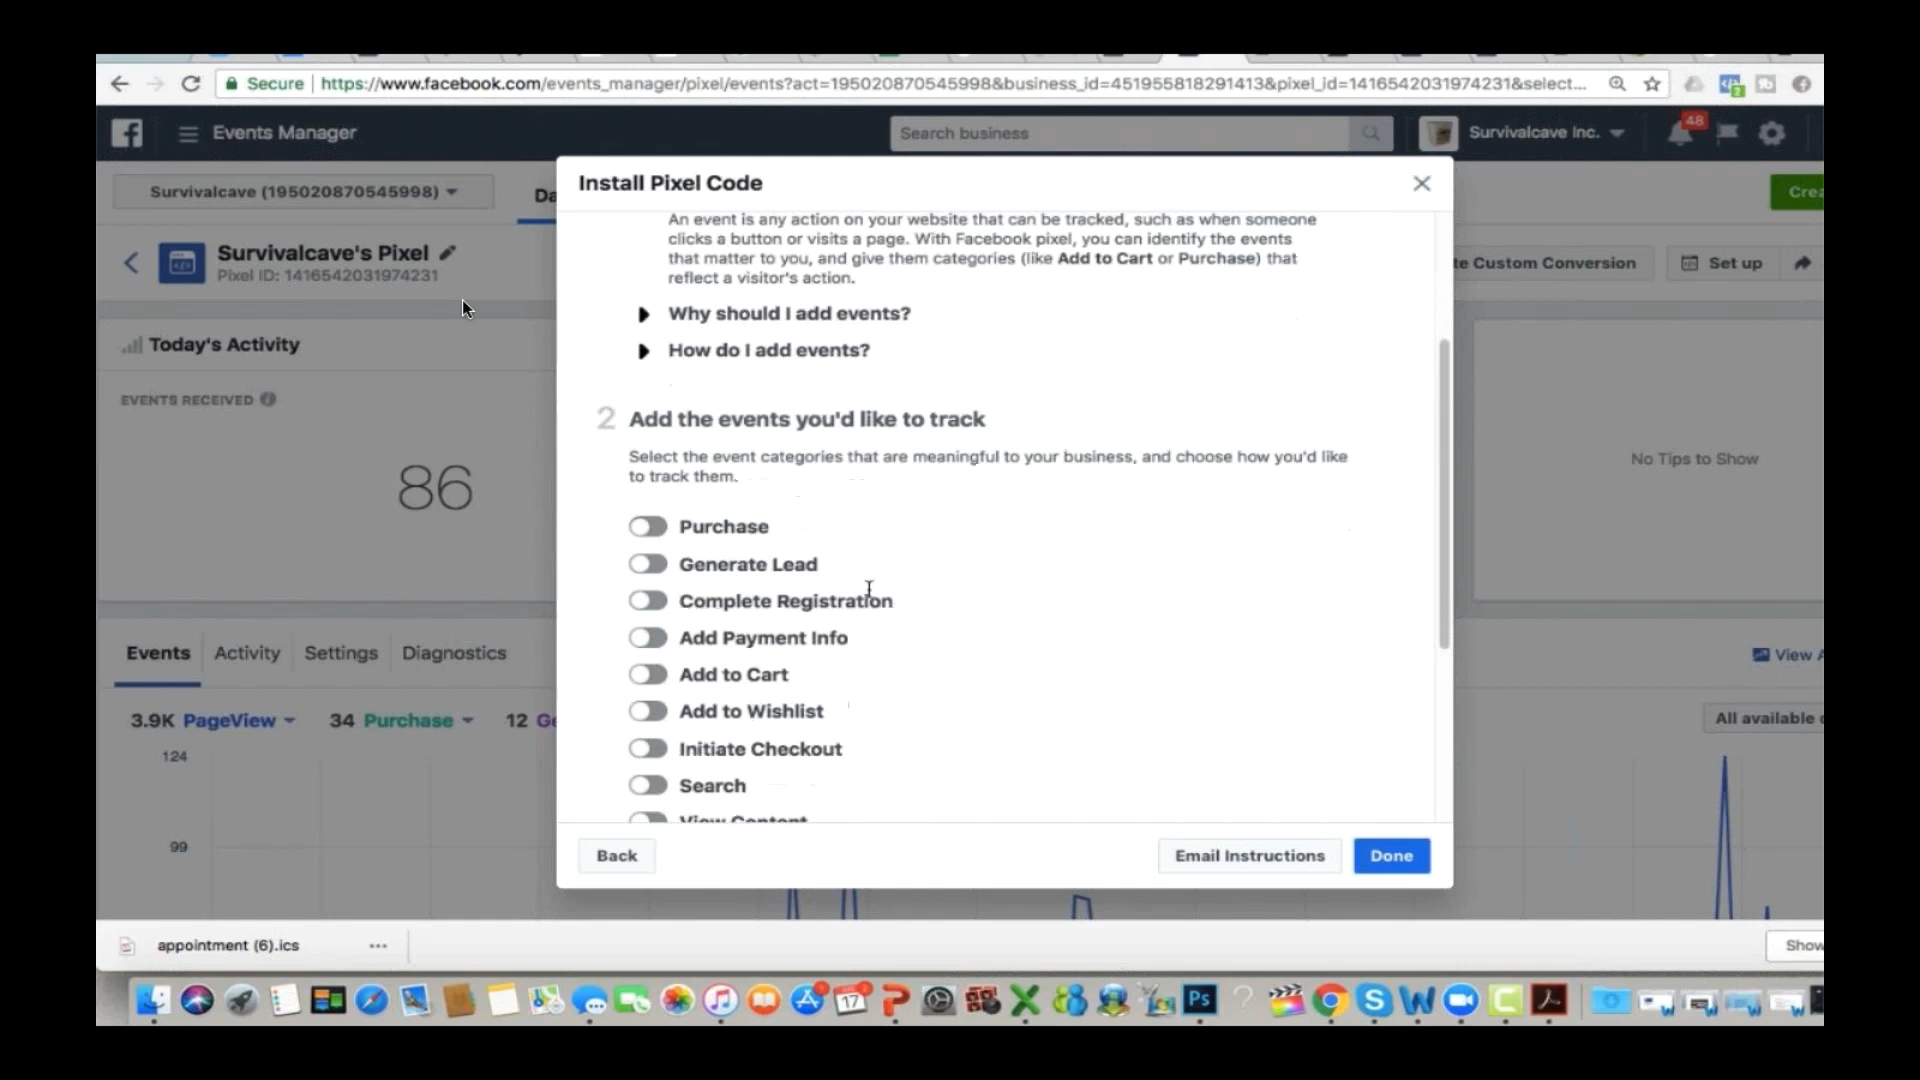 Secure
https://www.facebook.com/events_manager/pixel/events?act=195020870545998&business_id=451955818291413&pixel_id=1416542031974231&select...
Events Manager
Search business
Survivalcave Inc.
48
Survivalcave (195020870545998)
Da
Install Pixel Code
Crea
Survivalcave's Pixel
Pixel ID: 1416542031974231
te Custom Conversion
Set up
An event is any action on your website that can be tracked, such as when someone
clicks a button or visits a page. With Facebook pixel, you can identify the events
that matter to you, and give them categories (like Add to Cart or Purchase) that
reflect a visitor's action.
Why should I add events?
How do I add events?
Today's Activity
EVENTS RECEIVED
86
No Tips to Show
2 Add the events you'd like to track
Select the event categories that are meaningful to your business, and choose how you'd like
to track them.
Purchase
Generate Lead
Complete Registration
Add Payment Info
Add to Cart
Add to Wishlist
Initiate Checkout
Search
View Content
Events
Activity
Settings
Diagnostics
View A
3.9K PageView
34 Purchase
12 Ge
All available
124
99
Back
Email Instructions
Done
appointment (6).ics
Show
17
Ps